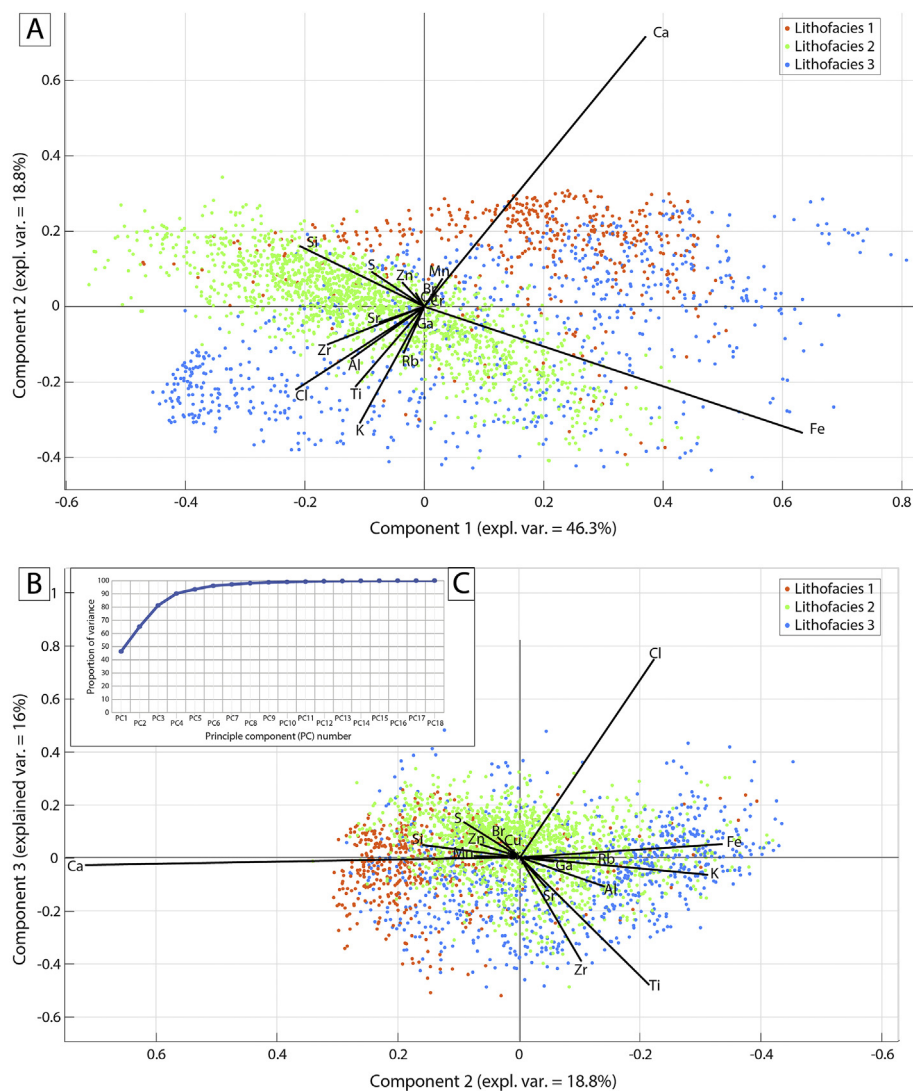 A
Lithofacies 1
Lithofacies 2
Lithofacies 3
Ca
Si
S
Zn
Mn
Br
Cu
Cr
Sr
Ga
Zr
Al
Rb
Cl
Ti
K
Fe
0.6
0.4
0.2
0
-0.2
-0.4
Component 2 (expl. var. = 18.8%)
-0.6
-0.4
-0.2
0
0.2
0.4
0.6
0.8
Component 1 (expl. var. = 46.3%)
B
100
90
80
70
60
50
40
30
20
10
0
Proportion of variance
PC1
PC2
PC3
PC4
PC5
PC6
PC7
PC8
PC9
PC10
PC11
PC12
PC13
PC14
PC15
PC16
PC17
PC18
Principle component (PC) number
C
Lithofacies 1
Lithofacies 2
Lithofacies 3
1
0.4
0.2
0
-0.2
-0.4
-0.6
Component 3 (explained var. = 16%)
Cl
S
Br
Si
Zn
Cu
Mn
Ca
Fe
Rb
Ga
K
Al
Sr
Zr
Ti
0.6
0.4
0.2
0
-0.2
-0.4
-0.6
Component 2 (expl. var. = 18.8%)